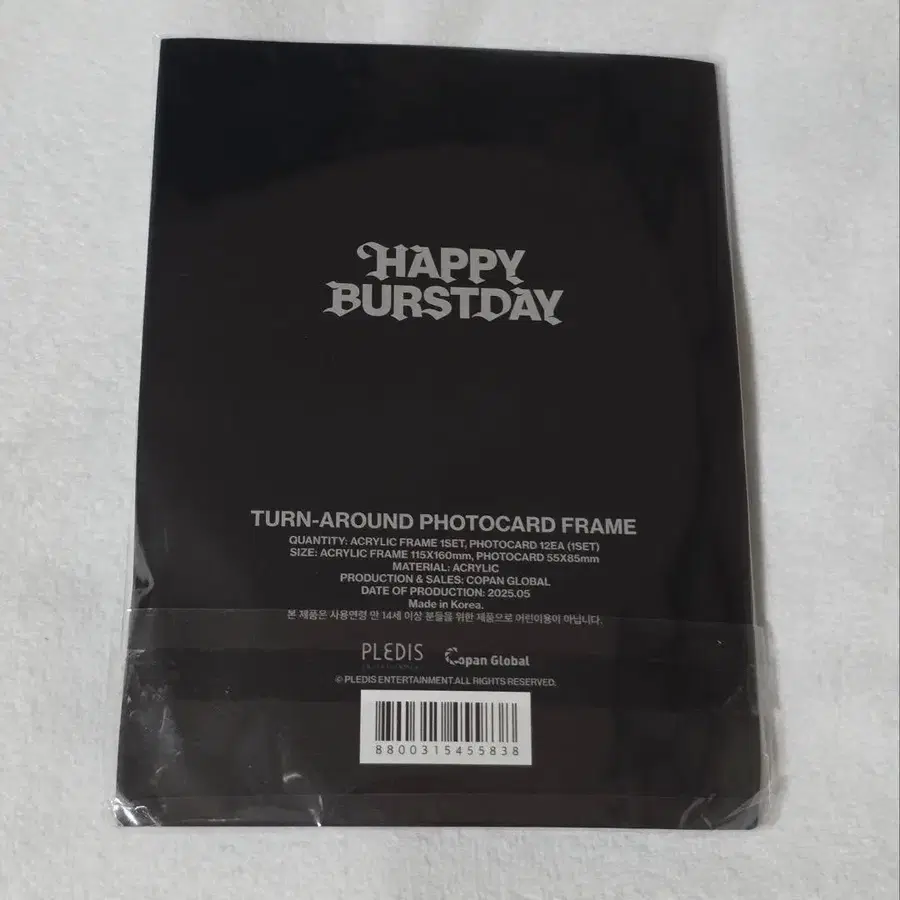 HAPPY
BURSTDAY
TURN-AROUND PHOTOCARD FRAME
QUANTITY: ACRYLIC FRAME 1SET, PHOTOCARD 12EA (1SET)
SIZE: ACRYLIC FRAME 115X160mm, PHOTOCARD 55X85mm
MATERIAL: ACRYLIC
PRODUCTION & SALES: COPAN GLOBAL
DATE OF PRODUCTION: 2025.05
Made in Korea.
본 제품은 사용연령 만 14세 이상 분들을 위한 제품으로 어린이용이 아닙니다.
PLEDIS
ENTERTAINMENT
Copan Global
© PLEDIS ENTERTAINMENT. ALL RIGHTS RESERVED.
8800315455838